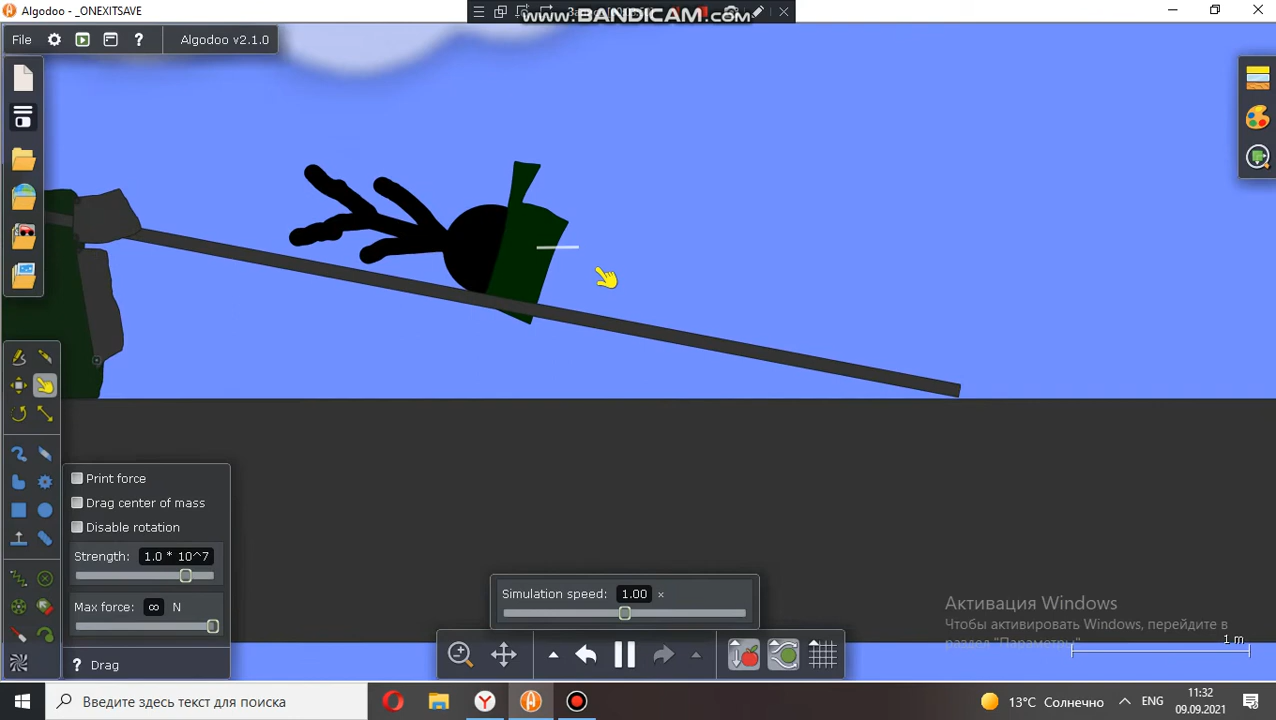 Algodoo - _ONEXITSAVE
www.BANDICAM.com
File
?
Algodoo v2.1.0
Print force
Drag center of mass
Disable rotation
Strength: 1.0 * 10^7
Max force: ∞ N
? Drag
Simulation speed: 1.00 ×
Активация Windows
Чтобы активировать Windows, перейдите в
раздел "Параметры".
1 m
Введите здесь текст для поиска
13°C Солнечно
ENG
11:32
09.09.2021